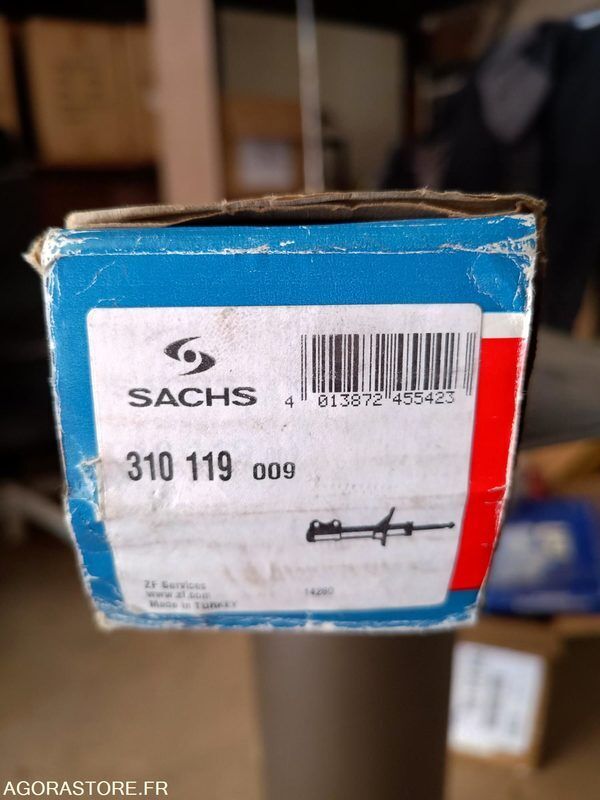 SACHS
4 013872 455423
310 119 009
ZF Services
www.zf.com
Made in TURKEY
14280
AGORASTORE.FR